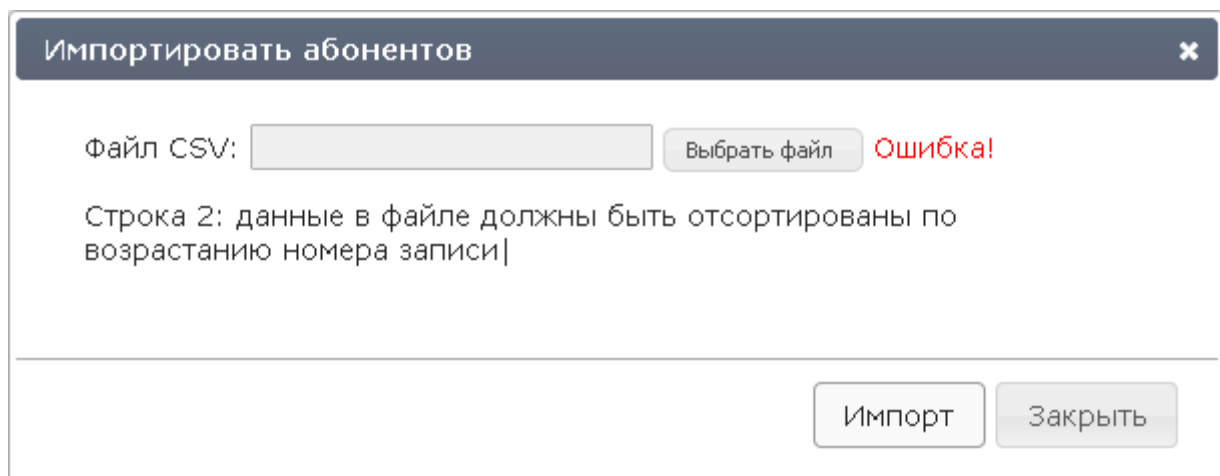 Импортировать абонентов
Файл CSV: Выбрать файл Ошибка!
Строка 2: данные в файле должны быть отсортированы по
возрастанию номера записи
Импорт Закрыть